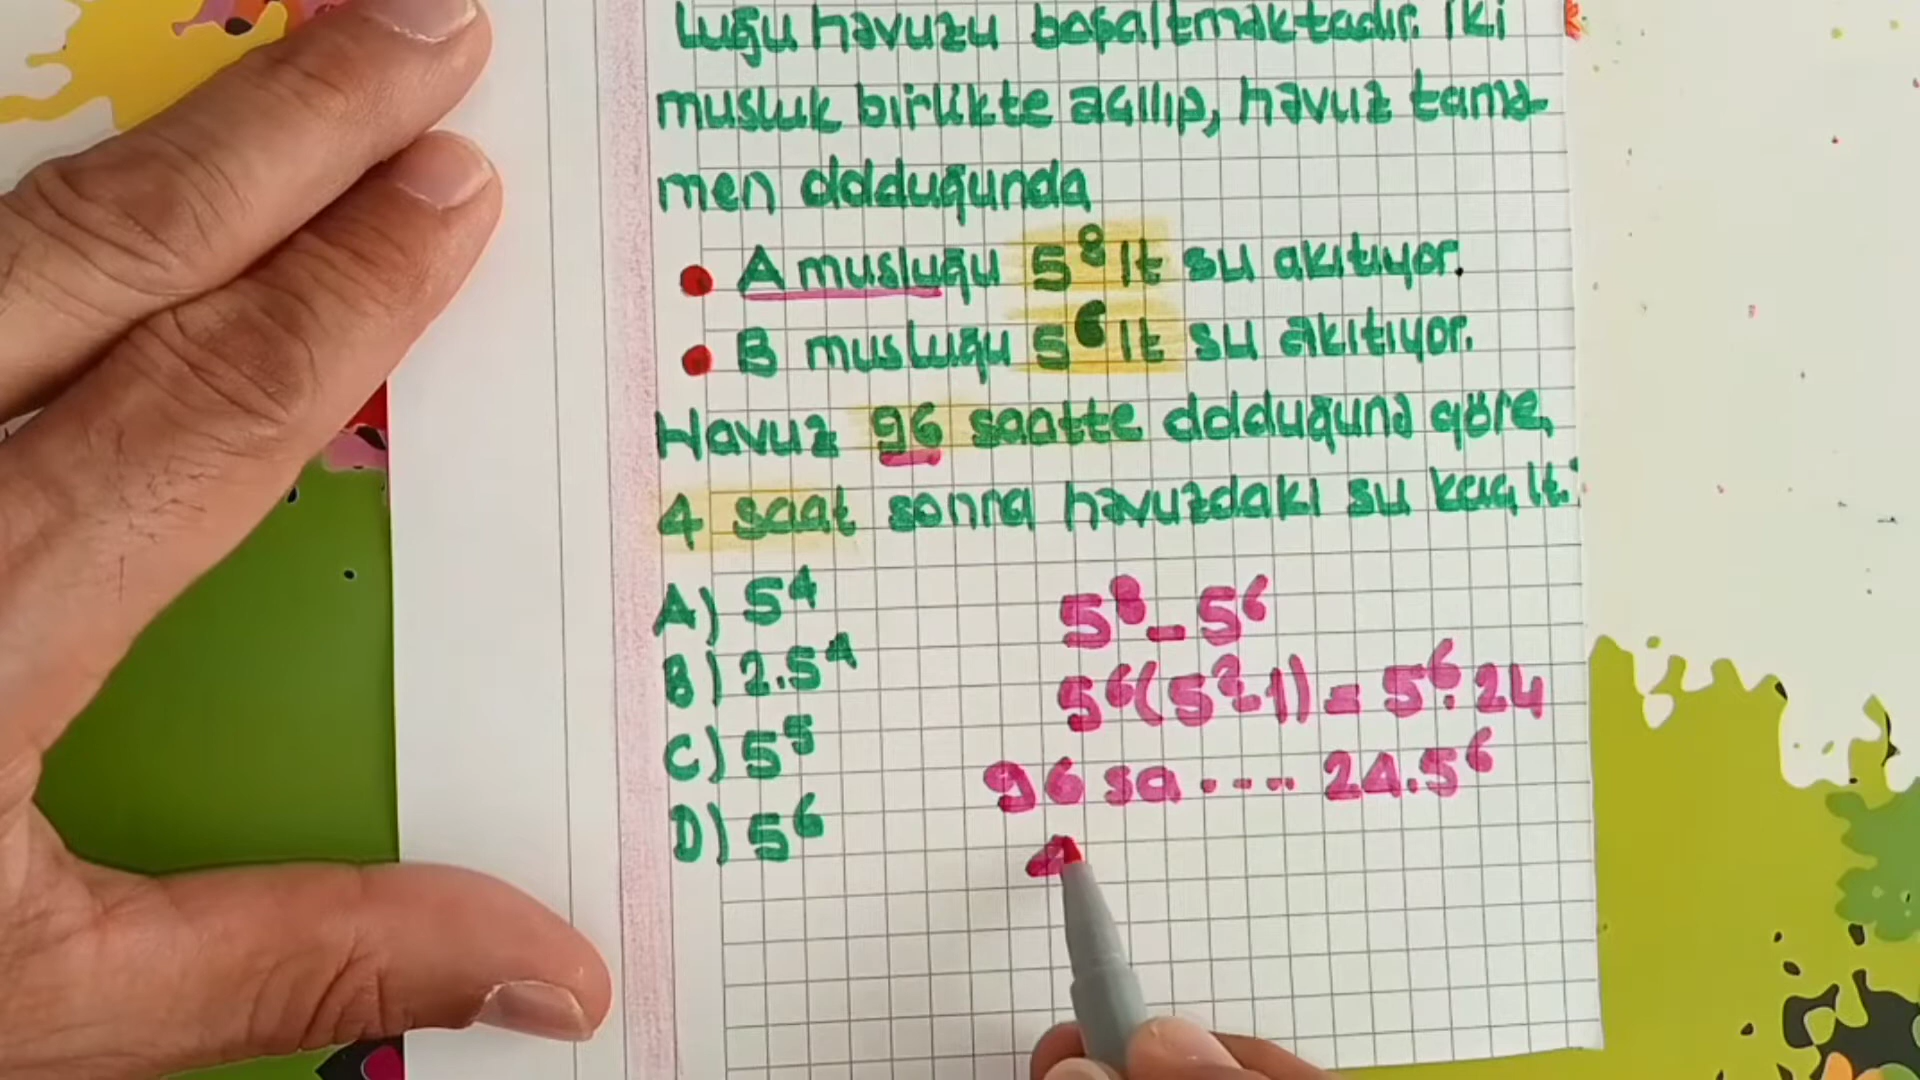 luğu havuzu boşaltmaktadır. İki
musluk birlikte açılıp, havuz tama-
men dolduğunda
A musluğu 5⁸ lt su akıtıyor.
B musluğu 5⁶ lt su akıtıyor.
Havuz 96 saatte dolduğuna göre,
4 saat sonra havuzdaki su kaç lt.
A) 5⁴
B) 2.5⁴
C) 5⁵
D) 5⁶
5⁸ - 5⁶
5⁶(5²-1) = 5⁶.24
96 sa .... 24.5⁶